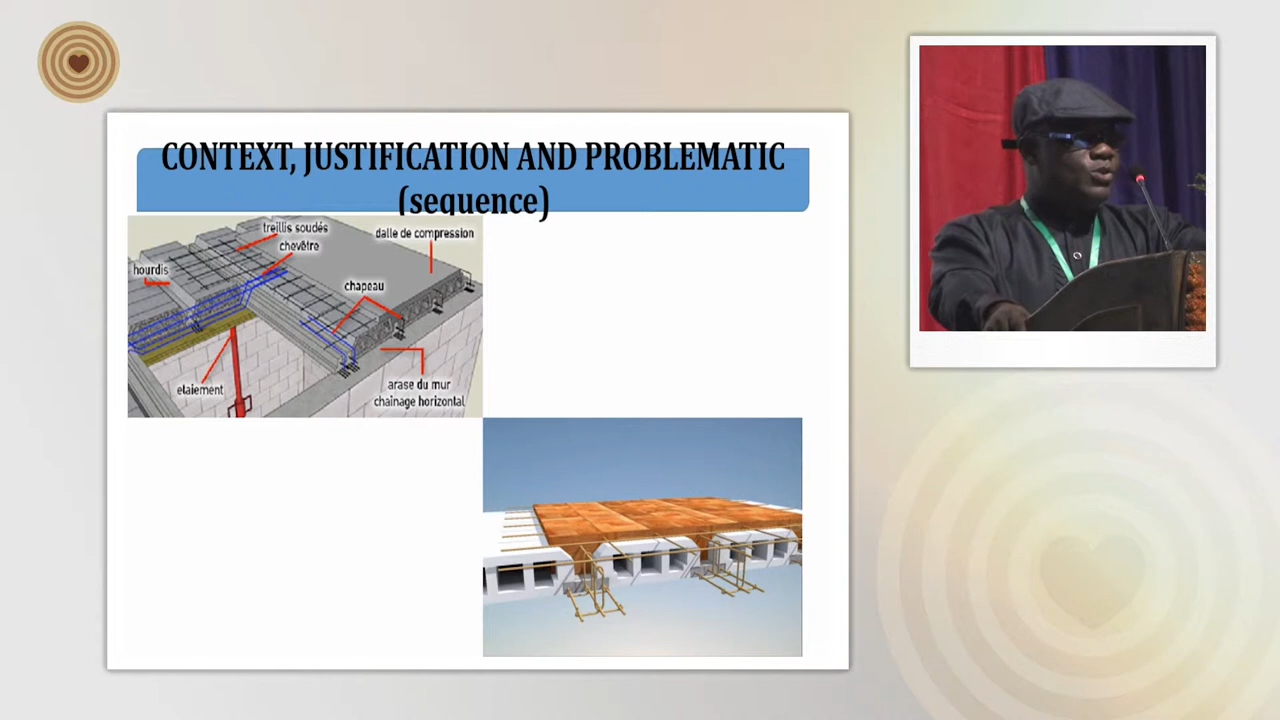 CONTEXT, JUSTIFICATION AND PROBLEMATIC
(sequence)
treillis soudés
chevêtre
dalle de compression
hourdis
chapeau
etaiement
arase du mur
chainage horizontal